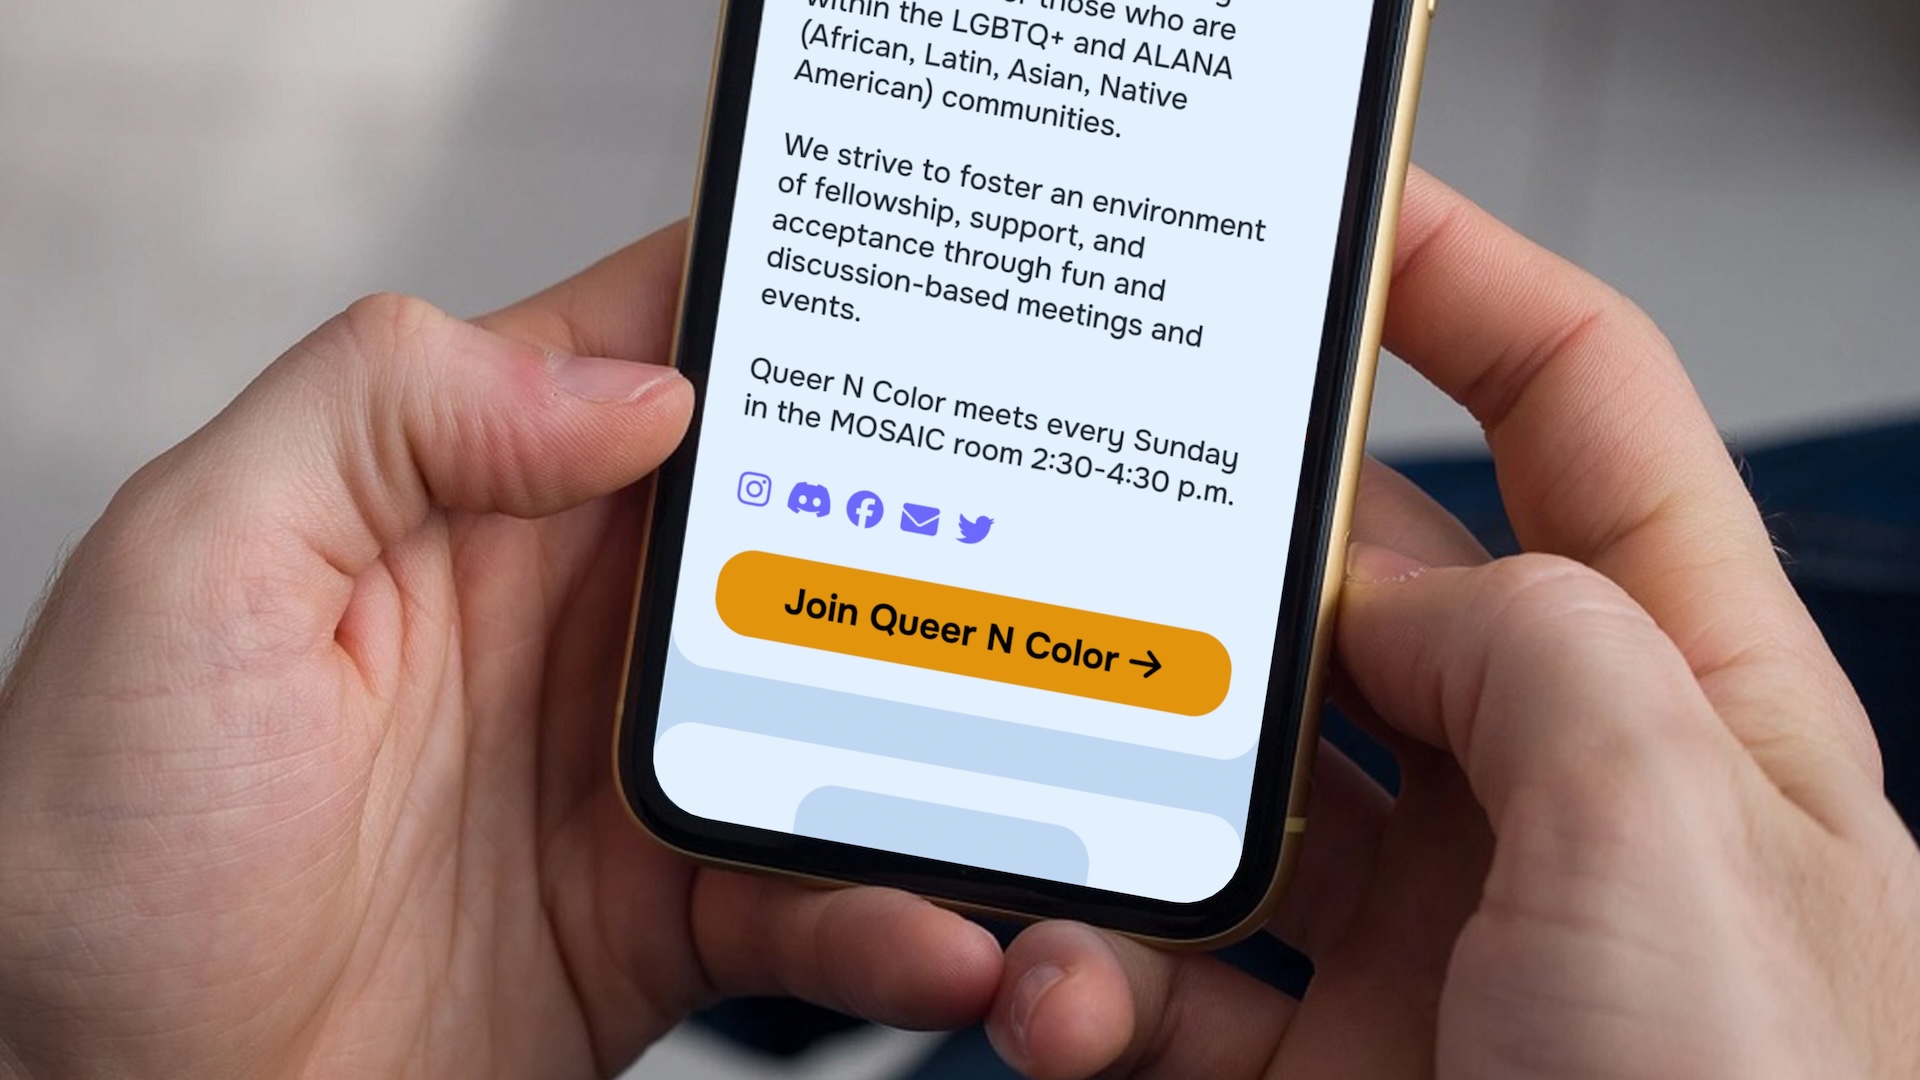 those who are
within the LGBTQ+ and ALANA
(African, Latin, Asian, Native
American) communities.
We strive to foster an environment
of fellowship, support, and
acceptance through fun and
discussion-based meetings and
events.
Queer N Color meets every Sunday
in the MOSAIC room 2:30-4:30 p.m.
Join Queer N Color →